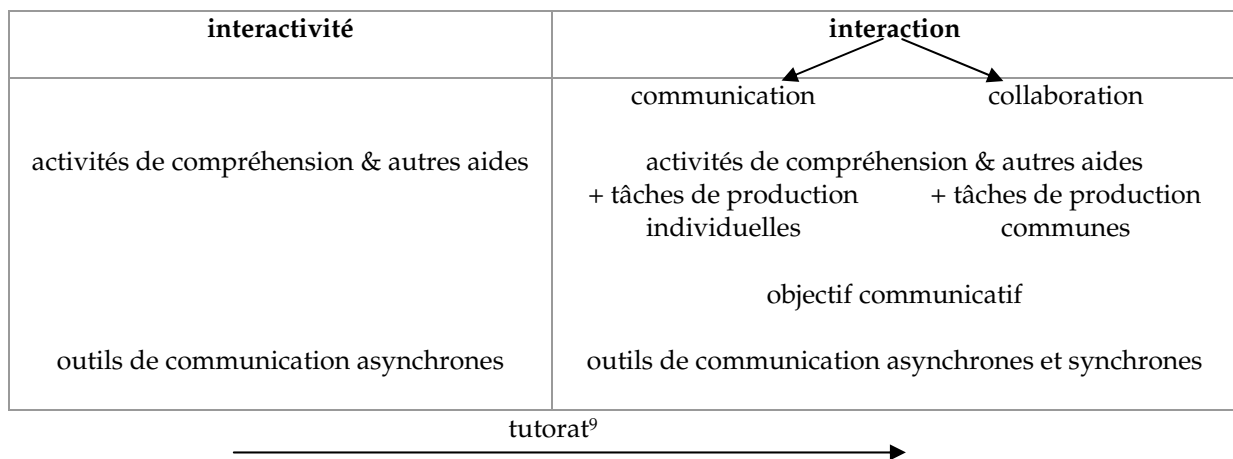 interactivité
interaction
communication collaboration
activités de compréhension & autres aides
activités de compréhension & autres aides
+ tâches de production + tâches de production
individuelles communes
objectif communicatif
outils de communication asynchrones
outils de communication asynchrones et synchrones
tutorat⁹